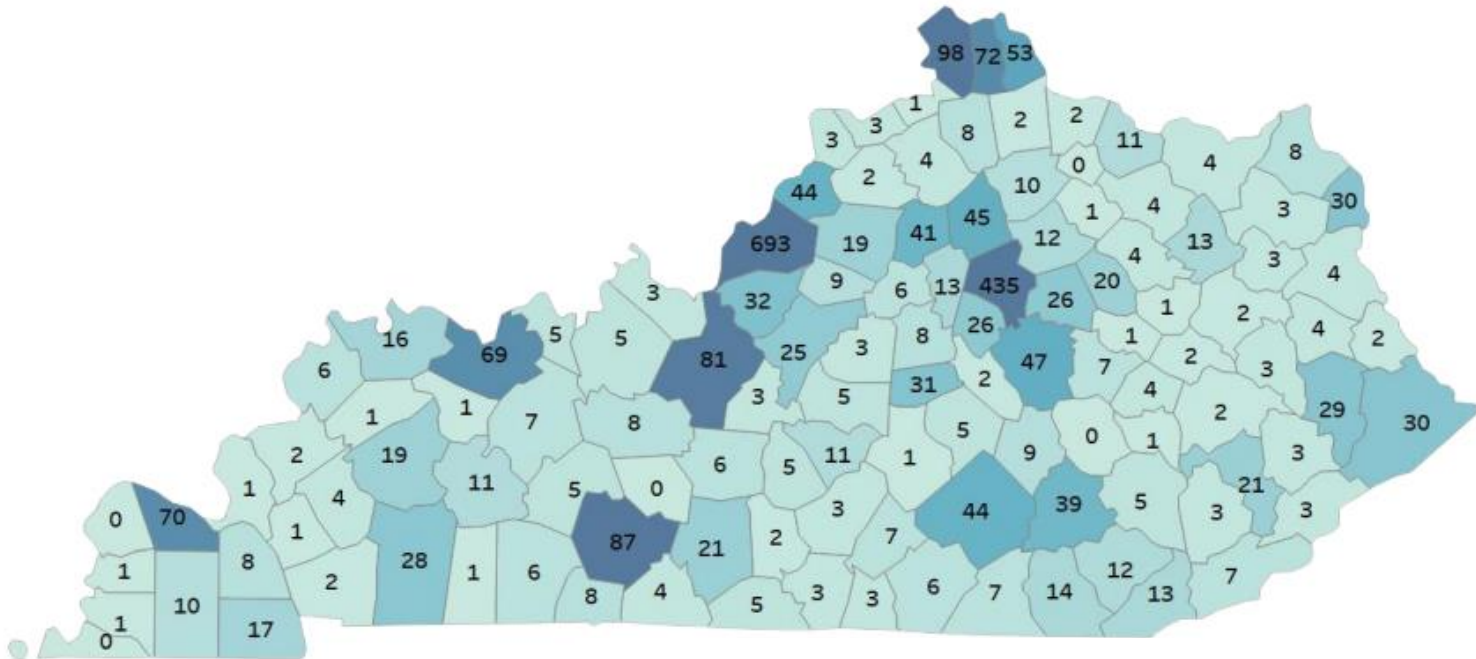 98 72 53
1
3 3 8 2 2 11
4 0 4 8
2 10
44 1 4 3 30
45
693 19 41 12 13
4 3
9 435 20 4
3 32 6 13 26
1 2
16 5 5 26 1 4 2
69 25 3 8
6 81 47 7 2 3
31 2 4
1 1 7 8 3 5 2 29 30
5 0 1
2 19 9 3
11 6 5 11 1
1 4 5 0 21
0 70 3 44 39 5 3 3
1 87 21 2 7
8
1 28 12 7
2 1 6 6 7 14 13
10 8 4 5 3 3
1 17
0